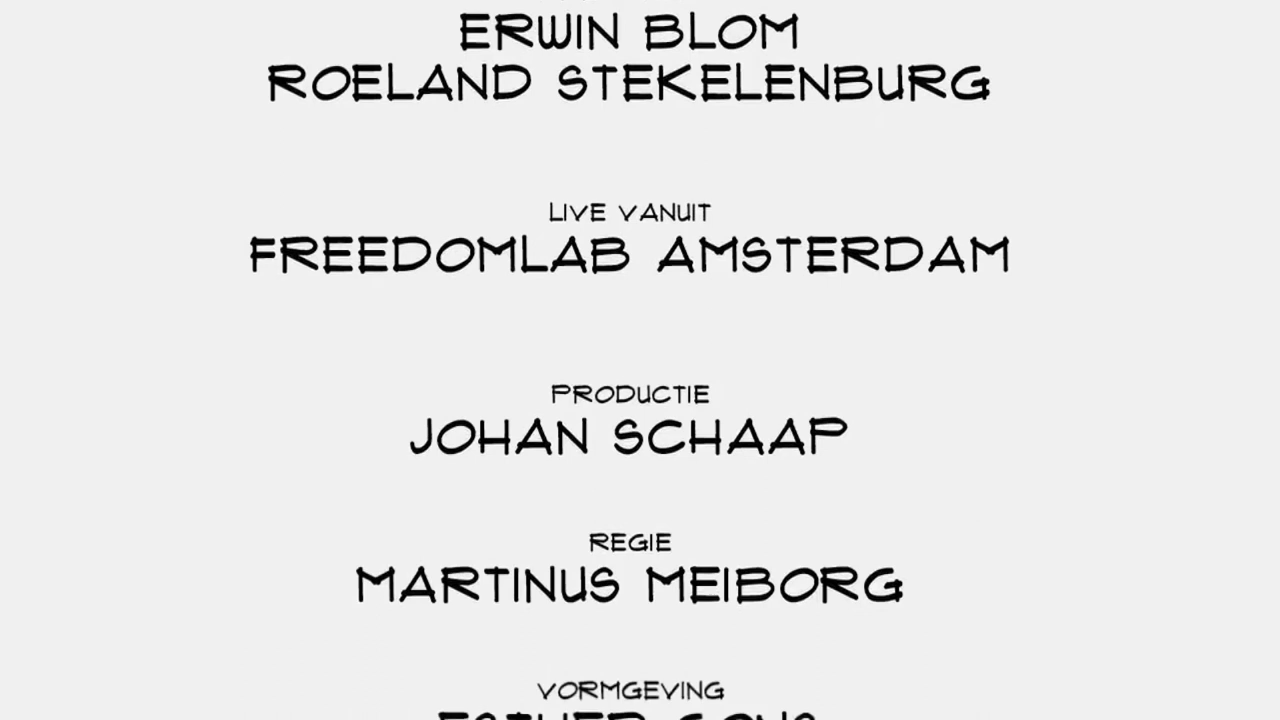 ERWIN BLOM
ROELAND STEKELENBURG
LIVE VANUIT
FREEDOMLAB AMSTERDAM
PRODUCTIE
JOHAN SCHAAP
REGIE
MARTINUS MEIBORG
VORMGEVING